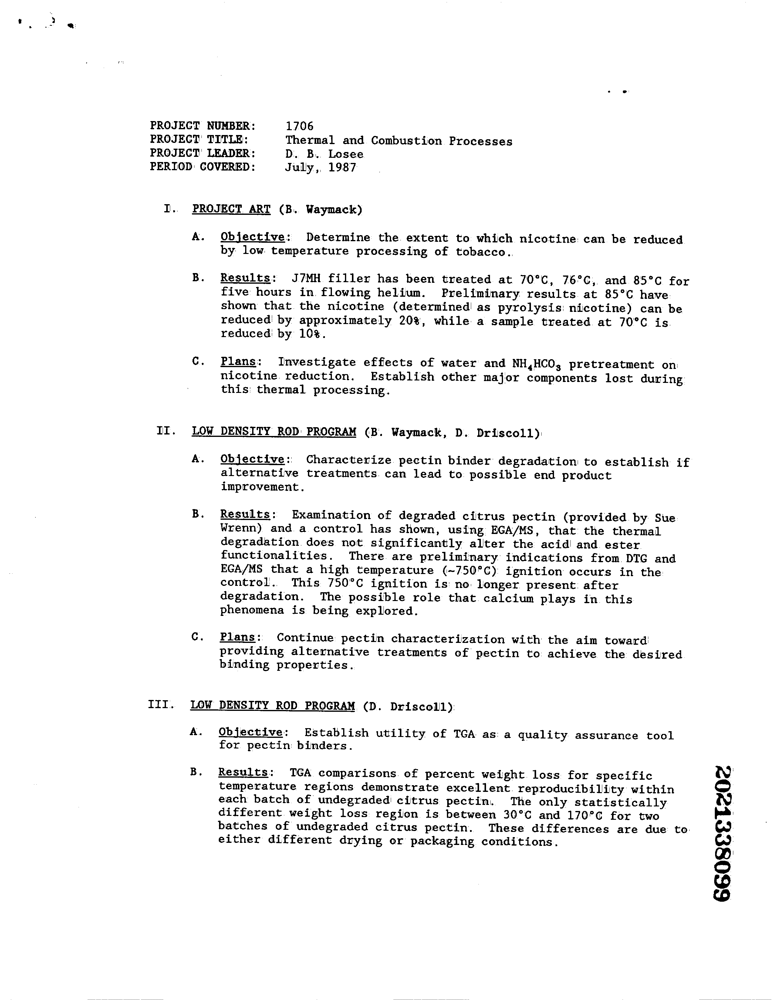 PROJECT NUMBER: 1706
PROJECT TITLE: Thermal and Combustion Processes
PROJECT LEADER: D. B. Losee
PERIOD COVERED: July, 1987
I. PROJECT ART (B. Waymack)
A. Objective: Determine the extent to which nicotine can be reduced
by low temperature processing of tobacco.
B. Results: J7MH filler has been treated at 70°C, 76°C, and 85°C for
five hours in flowing helium. Preliminary results at 85°C have
shown that the nicotine (determined as pyrolysis nicotine) can be
reduced by approximately 20%, while a sample treated at 70°C is
reduced by 10%.
C. Plans: Investigate effects of water and NH₄HCO₃ pretreatment on
nicotine reduction. Establish other major components lost during
this thermal processing.
II. LOW DENSITY ROD PROGRAM (B. Waymack, D. Driscoll)
A. Objective: Characterize pectin binder degradation to establish if
alternative treatments can lead to possible end product
improvement.
B. Results: Examination of degraded citrus pectin (provided by Sue
Wrenn) and a control has shown, using EGA/MS, that the thermal
degradation does not significantly alter the acid and ester
functionalities. There are preliminary indications from DTG and
EGA/MS that a high temperature (~750°C) ignition occurs in the
control. This 750°C ignition is no longer present after
degradation. The possible role that calcium plays in this
phenomena is being explored.
C. Plans: Continue pectin characterization with the aim toward
providing alternative treatments of pectin to achieve the desired
binding properties.
III. LOW DENSITY ROD PROGRAM (D. Driscoll)
A. Objective: Establish utility of TGA as a quality assurance tool
for pectin binders.
B. Results: TGA comparisons of percent weight loss for specific
temperature regions demonstrate excellent reproducibility within
each batch of undegraded citrus pectin. The only statistically
different weight loss region is between 30°C and 170°C for two
batches of undegraded citrus pectin. These differences are due to
either different drying or packaging conditions.
2021338099